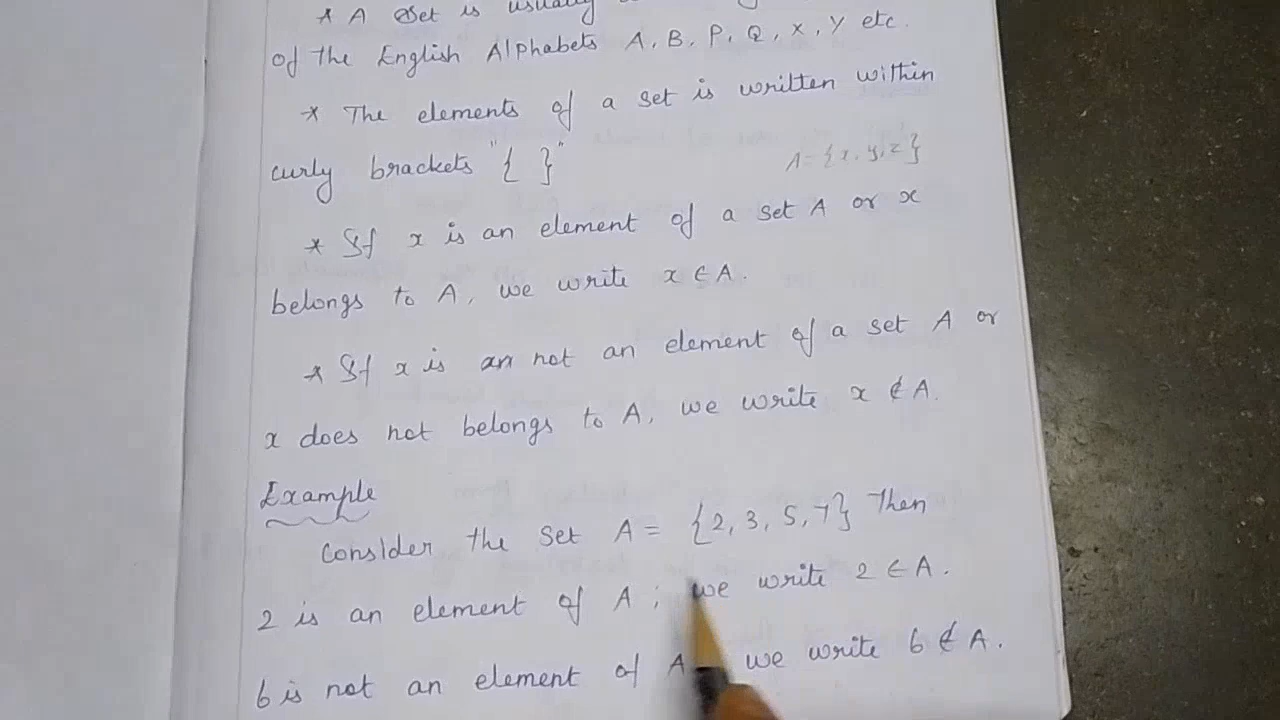 * A Set is usually
of the English Alphabets A, B, P, Q, X, Y etc.
* The elements of a set is written within
curly brackets "{ }"
A={x,y,z}
* If x is an element of a set A or x
belongs to A, we write x ∈ A.
* If x is an not an element of a set A or
x does not belongs to A, we write x ∉ A.
Example
Consider the Set A = {2, 3, 5, 7} Then
2 is an element of A ; we write 2 ∈ A.
6 is not an element of A we write 6 ∉ A.